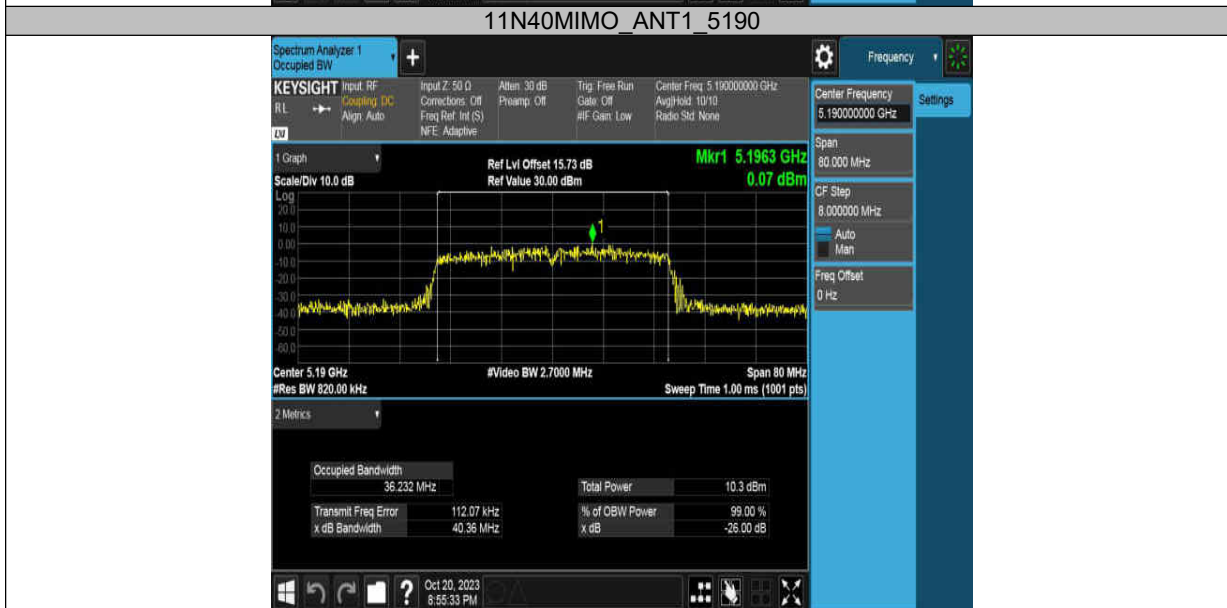 11N40MIMO_ANT1_5190
Spectrum Analyzer 1
Occupied BW
+
Frequency
KEYSIGHT
RL
LXI
Input: RF
Coupling: DC
Align: Auto
Input Z: 50 Ω
Corrections: Off
Freq Ref: Int (S)
NFE: Adaptive
Atten: 30 dB
Preamp: Off
Trig: Free Run
Gate: Off
#IF Gain: Low
Center Freq: 5.190000000 GHz
Avg|Hold: 10/10
Radio Std: None
Center Frequency
5.190000000 GHz
Settings
Span
80.000 MHz
CF Step
8.000000 MHz
Auto
Man
Freq Offset
0 Hz
1 Graph
Scale/Div 10.0 dB
Ref Lvl Offset 15.73 dB
Ref Value 30.00 dBm
Mkr1 5.1963 GHz
0.07 dBm
Log
20.0
10.0
0.00
-10.0
-20.0
-30.0
-40.0
-50.0
-60.0
1
Center 5.19 GHz
#Res BW 820.00 kHz
#Video BW 2.7000 MHz
Span 80 MHz
Sweep Time 1.00 ms (1001 pts)
2 Metrics
Occupied Bandwidth
36.232 MHz
Total Power 10.3 dBm
Transmit Freq Error 112.07 kHz
% of OBW Power 99.00 %
x dB Bandwidth 40.36 MHz
x dB -26.00 dB
?
Oct 20, 2023
8:55:33 PM